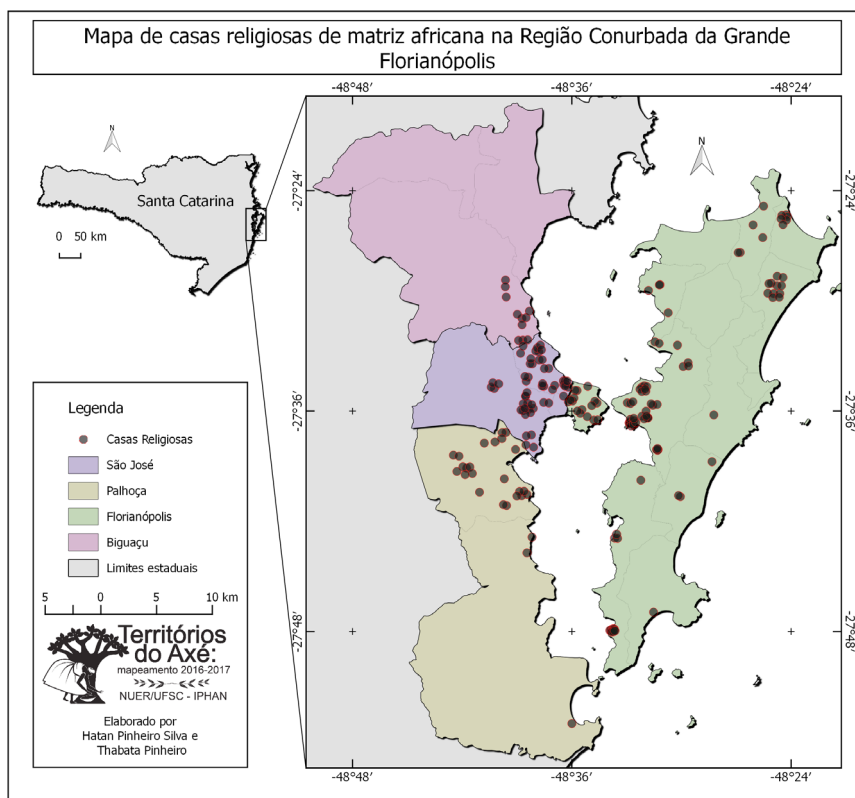 Mapa de casas religiosas de matriz africana na Região Conurbada da Grande
Florianópolis
-48°48′ -48°36′ -48°24′
N
N
-27°24′ -27°24′
Santa Catarina
0 50 km
Legenda
-27°36′ -27°36′
Casas Religiosas
São José
Palhoça
Florianópolis
Biguaçu
Limites estaduais
5 0 5 10 km
-27°48′ -27°48′
Territórios
do Axé:
mapeamento 2016-2017
NUER/UFSC - IPHAN
Elaborado por
Hatan Pinheiro Silva e
Thabata Pinheiro
-48°48′ -48°36′ -48°24′